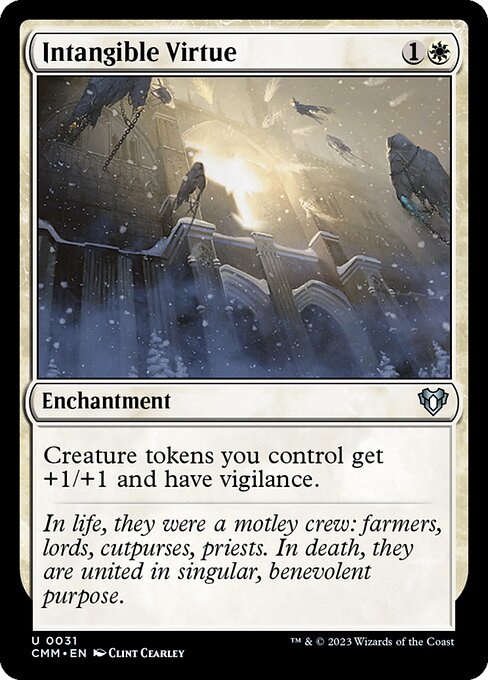 Intangible Virtue 1
Enchantment
Creature tokens you control get
+1/+1 and have vigilance.
In life, they were a motley crew: farmers,
lords, cutpurses, priests. In death, they
are united in singular, benevolent
purpose.
U 0031
™ & © 2023 Wizards of the Coast
CMM • EN Clint Cearley